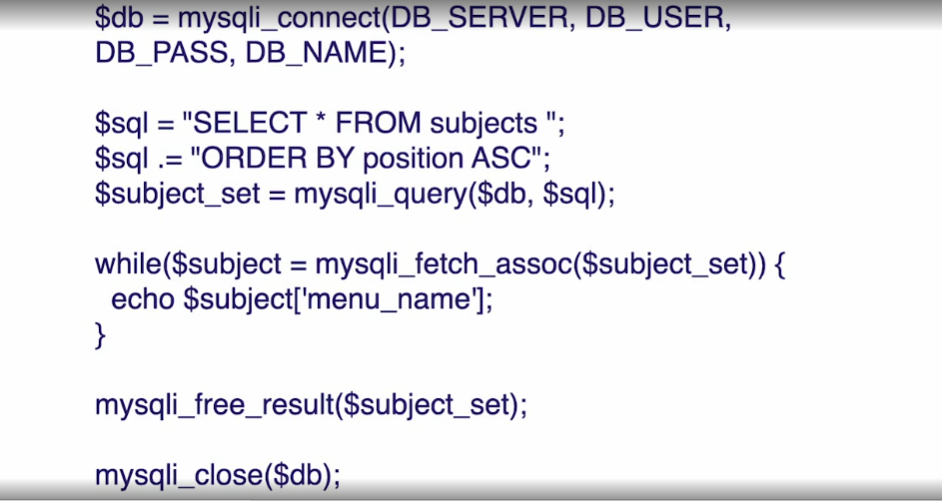 $db = mysqli_connect(DB_SERVER, DB_USER,
DB_PASS, DB_NAME);
$sql = "SELECT * FROM subjects ";
$sql .= "ORDER BY position ASC";
$subject_set = mysqli_query($db, $sql);
while($subject = mysqli_fetch_assoc($subject_set)) {
echo $subject['menu_name'];
}
mysqli_free_result($subject_set);
mysqli_close($db);